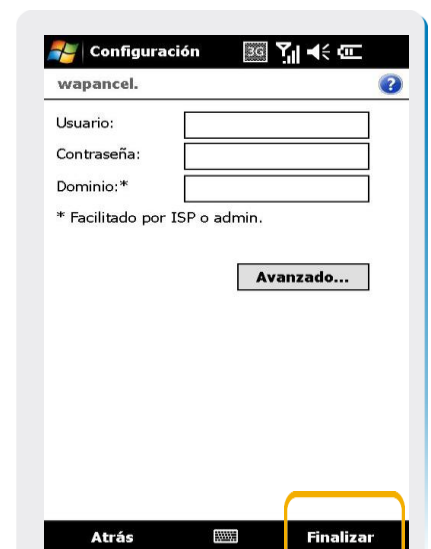 Configuración 3G
wapancel.
Usuario:
Contraseña:
Dominio:*
* Facilitado por ISP o admin.
Avanzado...
Atrás Finalizar